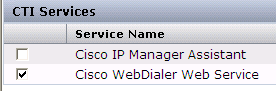 CTI Services
Service Name
Cisco IP Manager Assistant
Cisco WebDialer Web Service